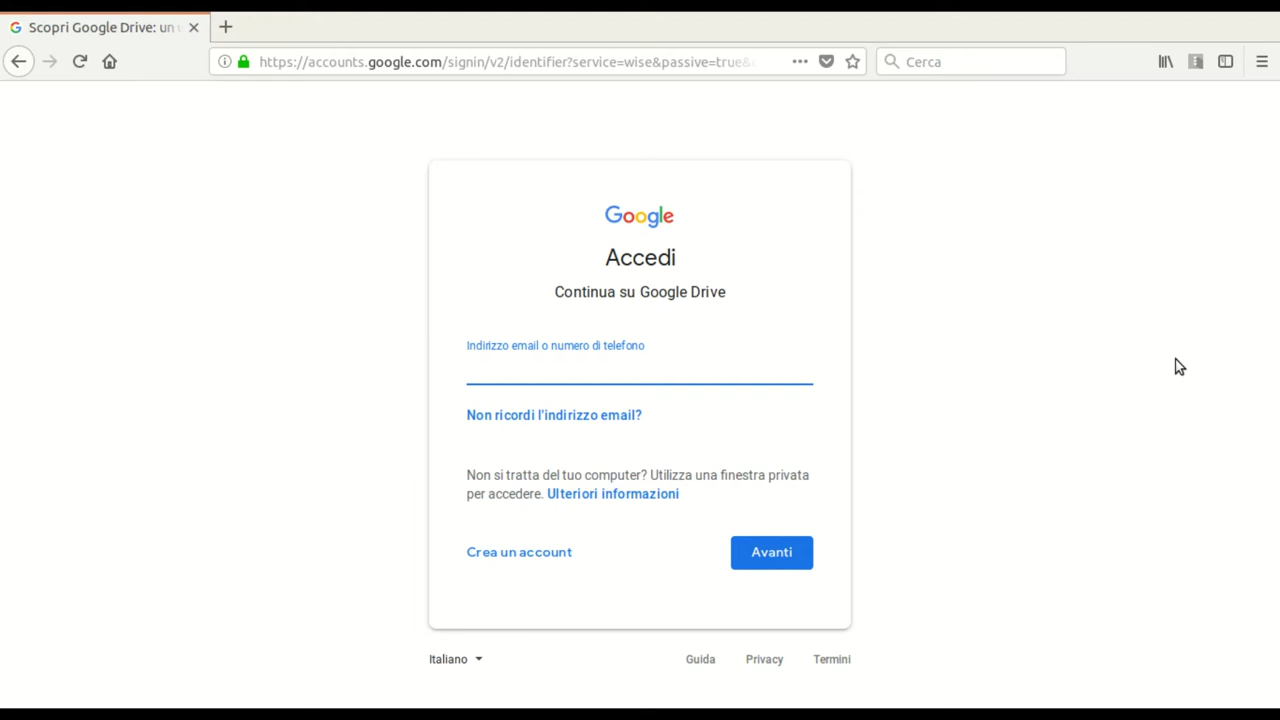 Scopri Google Drive: un
https://accounts.google.com/signin/v2/identifier?service=wise&passive=true&
Cerca
Google
Accedi
Continua su Google Drive
Indirizzo email o numero di telefono
Non ricordi l'indirizzo email?
Non si tratta del tuo computer? Utilizza una finestra privata
per accedere. Ulteriori informazioni
Crea un account
Avanti
Italiano
Guida
Privacy
Termini